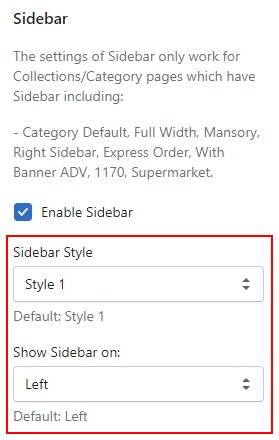 Sidebar
The settings of Sidebar only work for
Collections/Category pages which have
Sidebar including:
- Category Default, Full Width, Mansory,
Right Sidebar, Express Order, With
Banner ADV, 1170, Supermarket.
Enable Sidebar
Sidebar Style
Style 1
Default: Style 1
Show Sidebar on:
Left
Default: Left